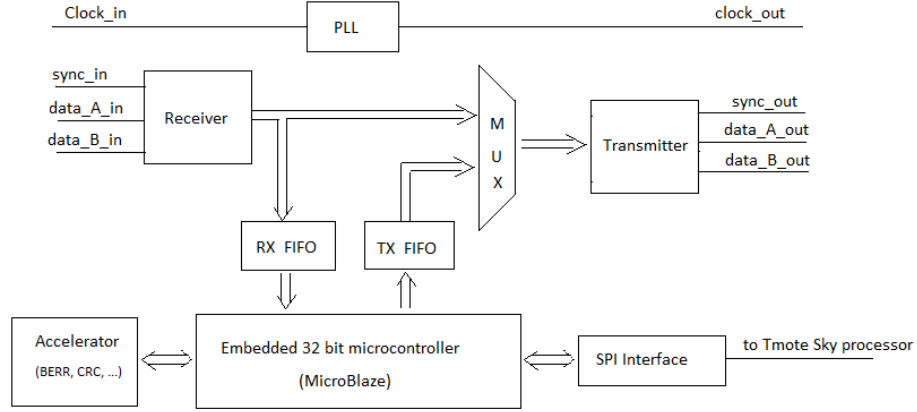 Clock_in
PLL
clock_out
sync_in
data_A_in
data_B_in
Receiver
M
U
X
Transmitter
sync_out
data_A_out
data_B_out
RX FIFO
TX FIFO
Accelerator
(BERR, CRC, ...)
Embedded 32 bit microcontroller
(MicroBlaze)
SPI Interface
to Tmote Sky processor